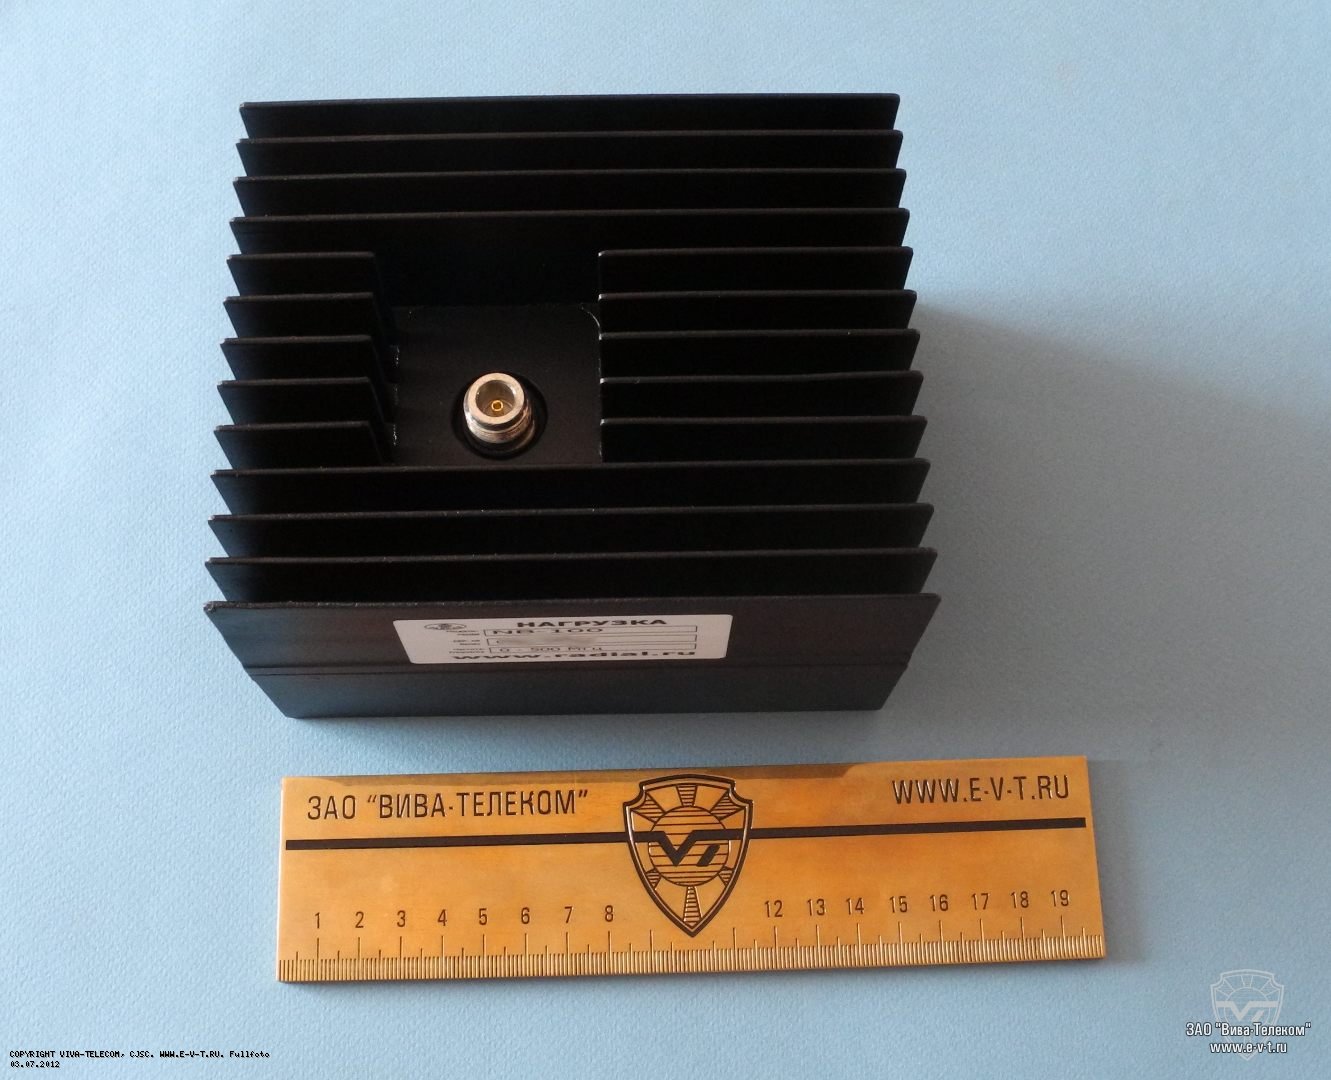 НАГРУЗКА
NB-100
0 - 500 МГц
www.radial.ru
ЗАО "ВИВА-ТЕЛЕКОМ"
WWW.E-V-T.RU
1 2 3 4 5 6 7 8 12 13 14 15 16 17 18 19
ЗАО "Вива-Телеком"
www.e-v-t.ru
COPYRIGHT VIVA-TELECOM, CJSC. WWW.E-V-T.RU. Fullfoto
03.07.2012